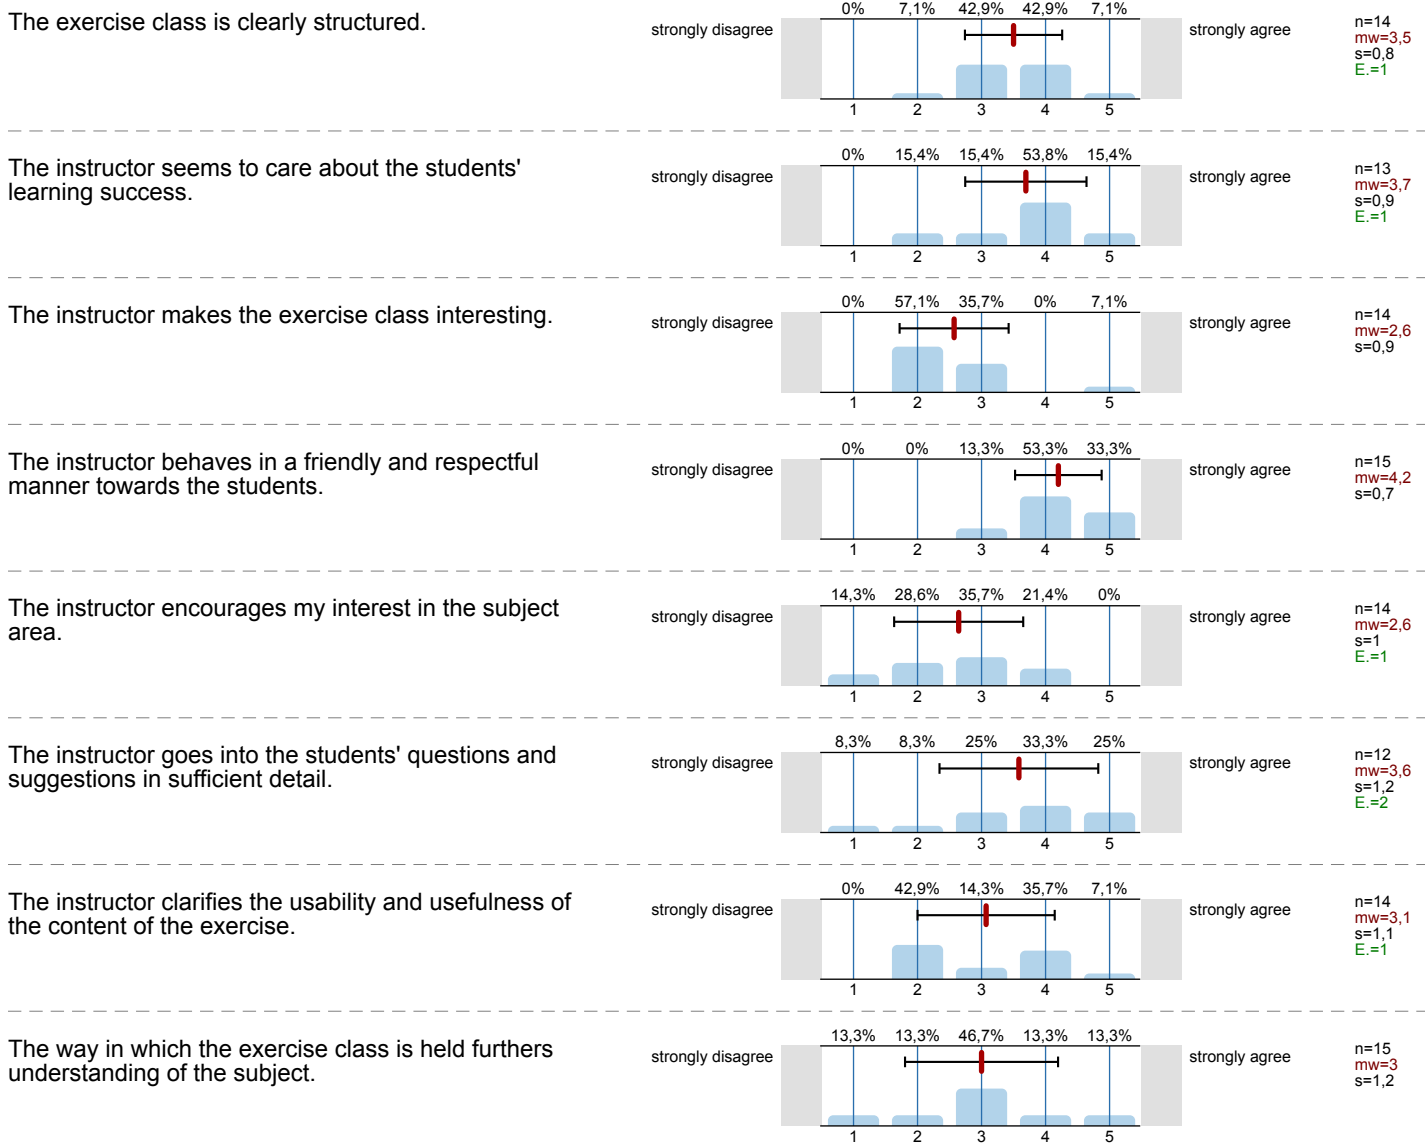 The exercise class is clearly structured.
strongly disagree
0% 7,1% 42,9% 42,9% 7,1%
1 2 3 4 5
strongly agree
n=14
mw=3,5
s=0,8
E.=1
The instructor seems to care about the students'
learning success.
strongly disagree
0% 15,4% 15,4% 53,8% 15,4%
1 2 3 4 5
strongly agree
n=13
mw=3,7
s=0,9
E.=1
The instructor makes the exercise class interesting.
strongly disagree
0% 57,1% 35,7% 0% 7,1%
1 2 3 4 5
strongly agree
n=14
mw=2,6
s=0,9
The instructor behaves in a friendly and respectful
manner towards the students.
strongly disagree
0% 0% 13,3% 53,3% 33,3%
1 2 3 4 5
strongly agree
n=15
mw=4,2
s=0,7
The instructor encourages my interest in the subject
area.
strongly disagree
14,3% 28,6% 35,7% 21,4% 0%
1 2 3 4 5
strongly agree
n=14
mw=2,6
s=1
E.=1
The instructor goes into the students' questions and
suggestions in sufficient detail.
strongly disagree
8,3% 8,3% 25% 33,3% 25%
1 2 3 4 5
strongly agree
n=12
mw=3,6
s=1,2
E.=2
The instructor clarifies the usability and usefulness of
the content of the exercise.
strongly disagree
0% 42,9% 14,3% 35,7% 7,1%
1 2 3 4 5
strongly agree
n=14
mw=3,1
s=1,1
E.=1
The way in which the exercise class is held furthers
understanding of the subject.
strongly disagree
13,3% 13,3% 46,7% 13,3% 13,3%
1 2 3 4 5
strongly agree
n=15
mw=3
s=1,2